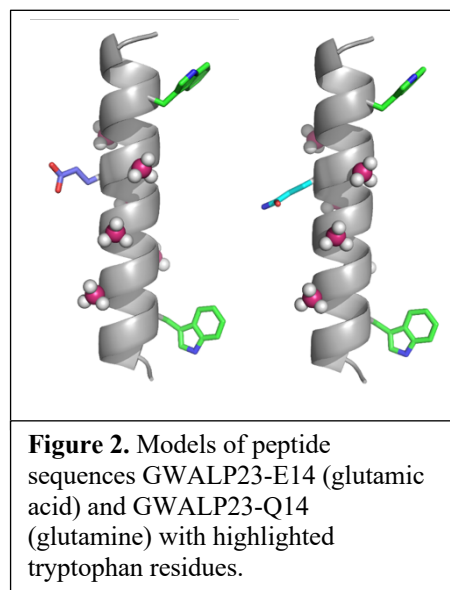 Figure 2. Models of peptide
sequences GWALP23-E14 (glutamic
acid) and GWALP23-Q14
(glutamine) with highlighted
tryptophan residues.